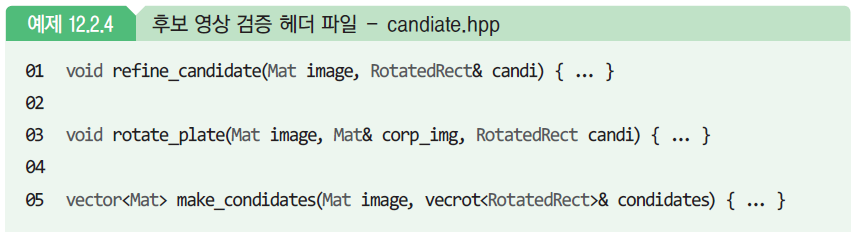 예제 12.2.4 후보 영상 검증 헤더 파일 - candiate.hpp
01 void refine_candidate(Mat image, RotatedRect& candi) { … }
02
03 void rotate_plate(Mat image, Mat& corp_img, RotatedRect candi) { … }
04
05 vector<Mat> make_condidates(Mat image, vecrot<RotatedRect>& condidates) { … }